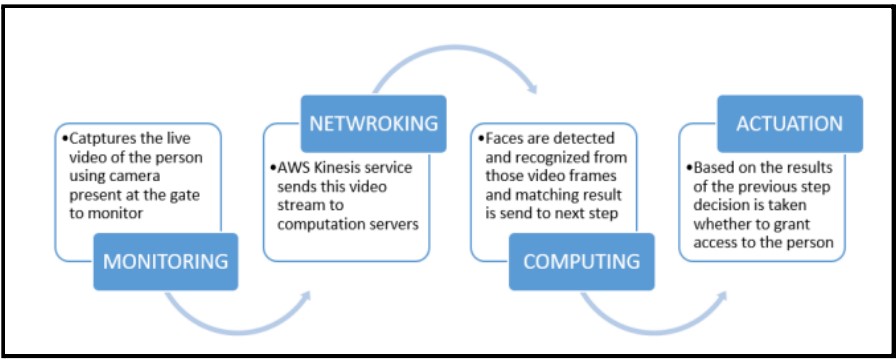 •Catptures the live
video of the person
using camera
present at the gate
to monitor
MONITORING
NETWROKING
•AWS Kinesis service
sends this video
stream to
computation servers
•Faces are detected
and recognized from
those video frames
and matching result
is send to next step
COMPUTING
ACTUATION
•Based on the results
of the previous step
decision is taken
whether to grant
access to the person